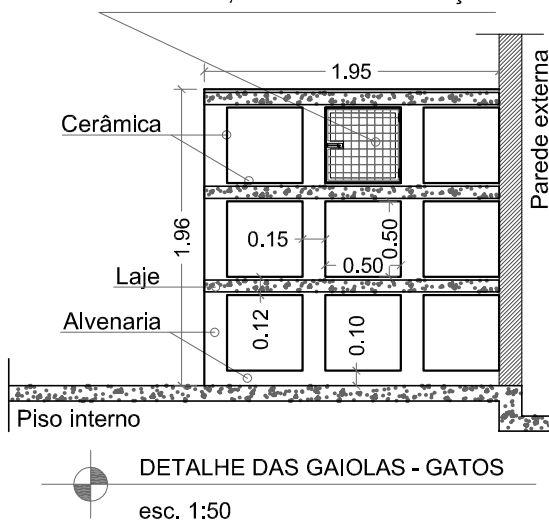 1.95
Parede externa
Cerâmica
1.96
0.15
0.50
0.50
Laje
Alvenaria
0.12
0.10
Piso interno
DETALHE DAS GAIOLAS - GATOS
esc. 1:50